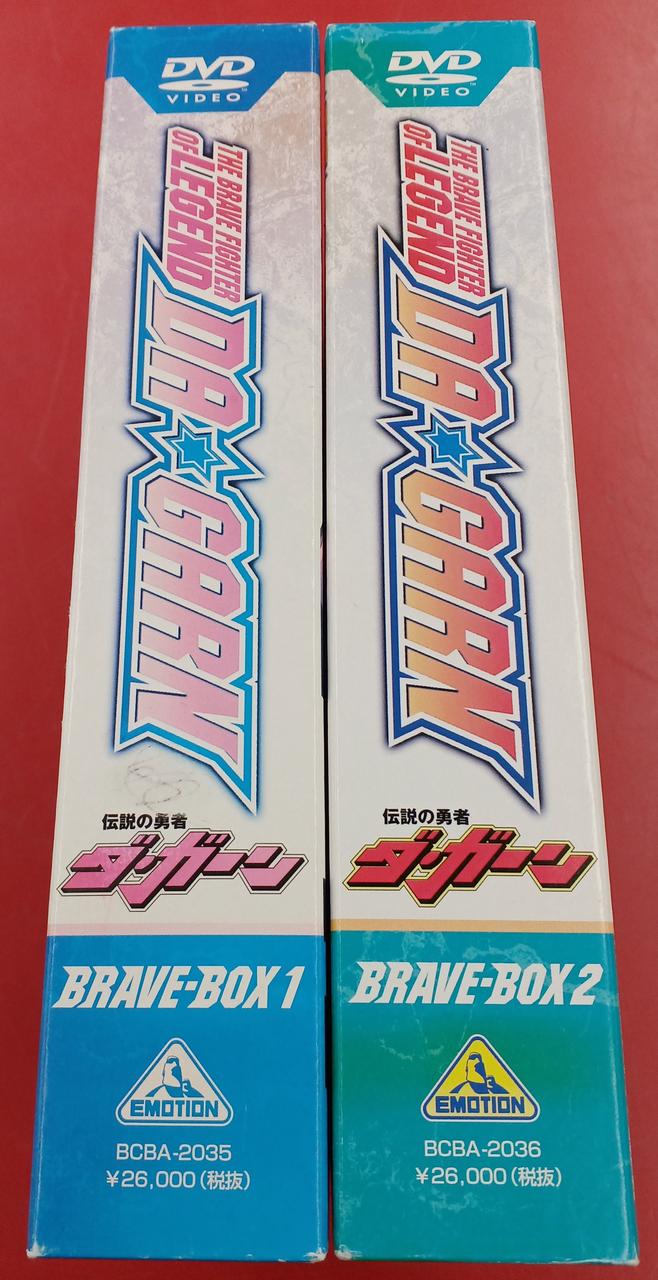 DVD
VIDEO™
THE BRAVE FIGHTER
OF LEGEND
DA GARN
伝説の勇者
ダ・ガーン
BRAVE-BOX 1
EMOTION
BCBA-2035
¥26,000(税抜)
DVD
VIDEO™
THE BRAVE FIGHTER
OF LEGEND
DA GARN
伝説の勇者
ダ・ガーン
BRAVE-BOX 2
EMOTION
BCBA-2036
¥26,000(税抜)